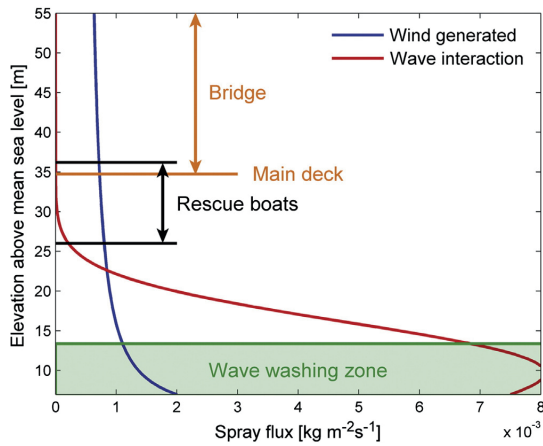 Elevation above mean sea level [m]
55
50
45
40
35
30
25
20
15
10
Wind generated
Wave interaction
Bridge
Main deck
Rescue boats
Wave washing zone
0
1
2
3
4
5
6
7
8
× 10⁻³
Spray flux [kg m⁻²s⁻¹]